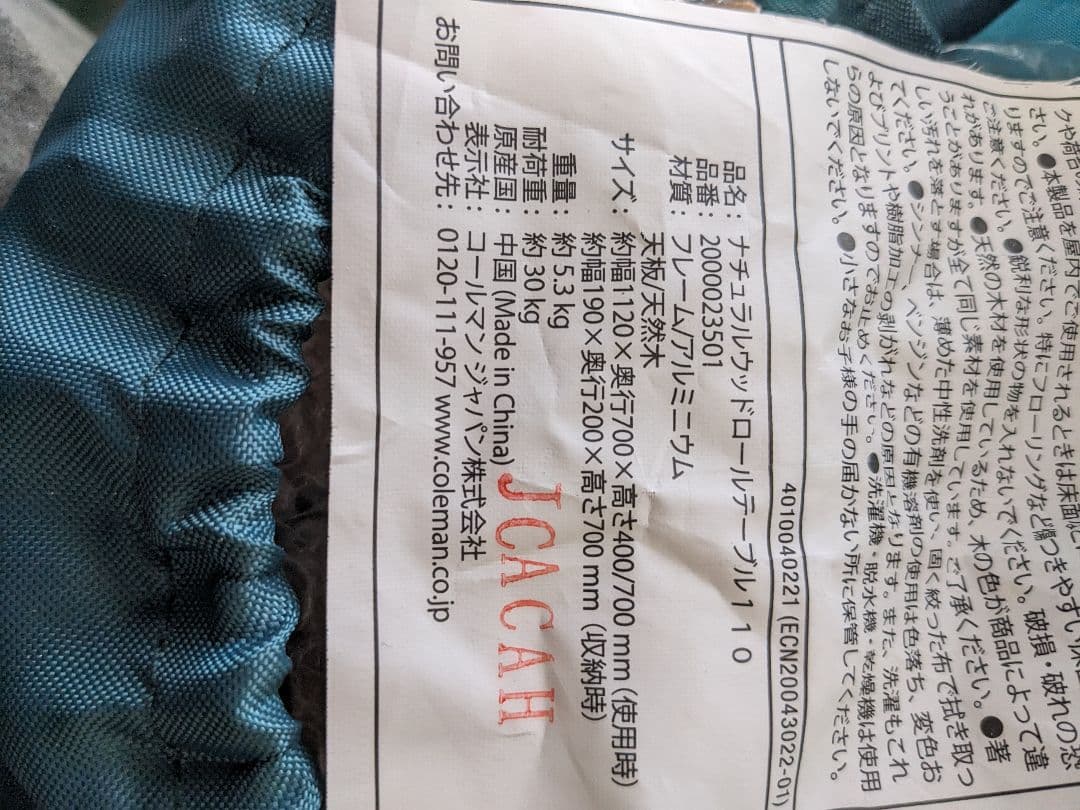 さい。●本製品を屋内でご使用されるときは床面に
りますのでご注意ください。特にフローリングなど傷つきやすい床
ご注意ください。●鋭利な形状の物を入れないでください。破損・破れの恐
れがあります。●天然の木材を使用しているため、木の色が商品によって違
うことがありますが全て同じ素材を使用しています。ご了承ください。●著
しい汚れを落とす場合は、薄めた中性洗剤を使い、固く絞った布で拭き取っ
てください。●シンナー、ベンジンなどの有機溶剤の使用は色落ち、変色お
よびプリントや樹脂加工の剥がれなどの原因となります。また、洗濯もこれ
らの原因となりますのでお止めください。●洗濯機・脱水機・乾燥機は使用
しないでください。●小さなお子様の手の届かない所に保管してください。
4010040221 (ECN20043022-01)
品名：ナチュラルウッドロールテーブル１１０
品番：2000023501
材質：フレーム/アルミニウム
天板/天然木
サイズ：約幅1120×奥行700×高さ400/700 mm（使用時）
約幅190×奥行200×高さ700 mm（収納時）
重量：約 5.3 kg
耐荷重：約 30 kg
原産国：中国 (Made in China)
表示社：コールマン ジャパン株式会社
お問い合わせ先：0120-111-957 www.coleman.co.jp
JCACAH